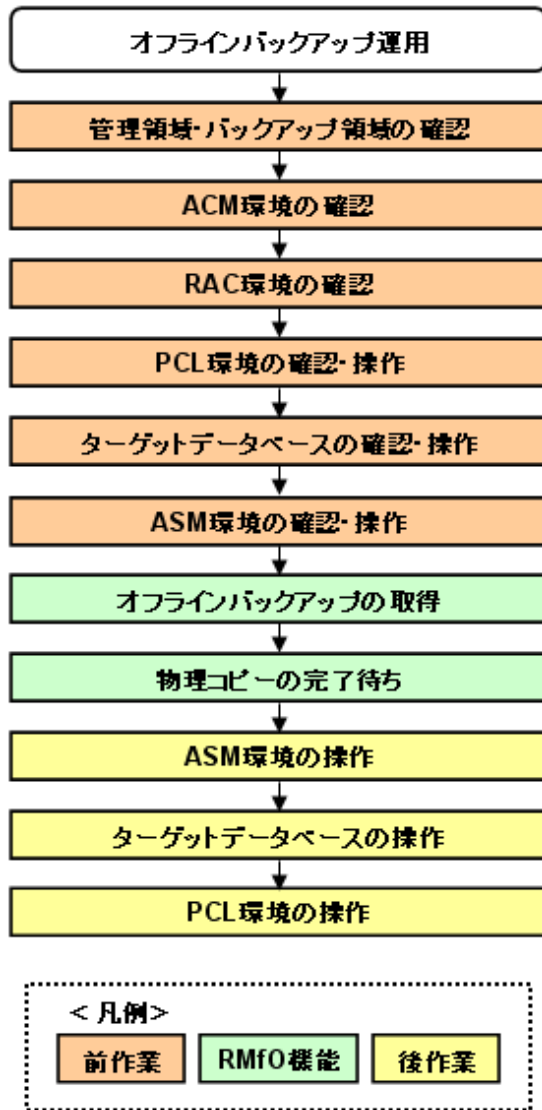 オフラインバックアップ運用
管理領域・バックアップ領域の確認
ACM環境の確認
RAC環境の確認
PCL環境の確認・操作
ターゲットデータベースの確認・操作
ASM環境の確認・操作
オフラインバックアップの取得
物理コピーの完了待ち
ASM環境の操作
ターゲットデータベースの操作
PCL環境の操作
＜凡例＞
前作業 RMfO機能 後作業